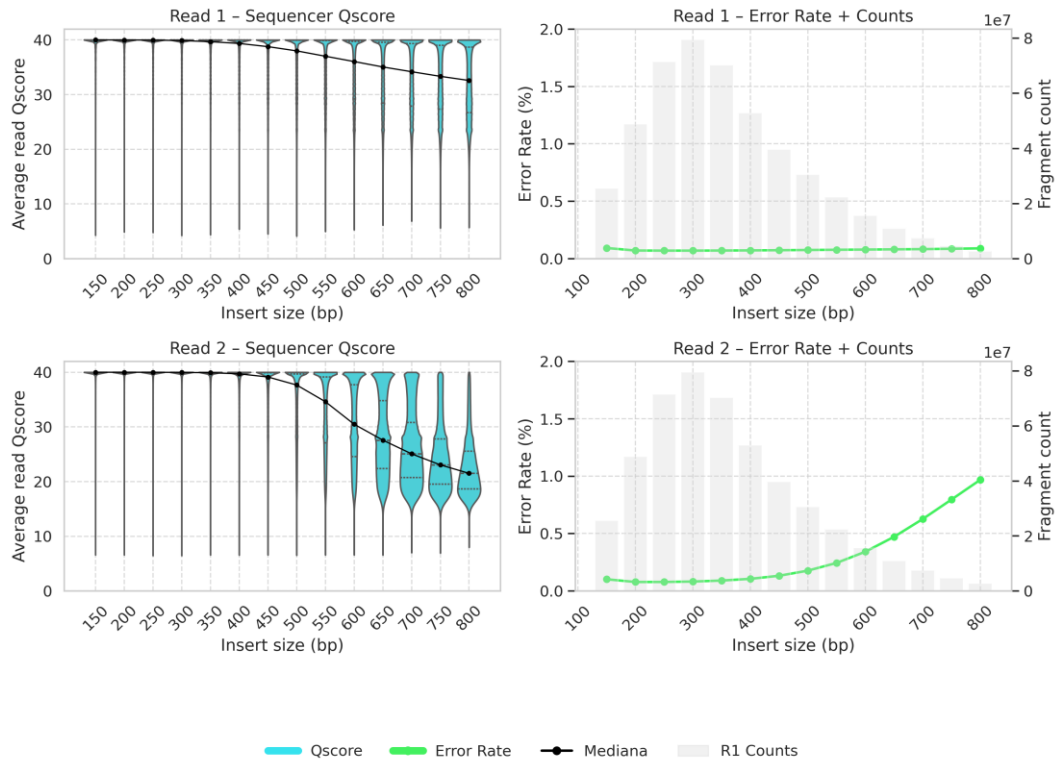 Read 1 – Sequencer Qscore
Average read Qscore
40
30
20
10
0
150 200 250 300 350 400 450 500 550 600 650 700 750 800
Insert size (bp)
Read 1 – Error Rate + Counts
1e7
Error Rate (%)
2.0
1.5
1.0
0.5
0.0
Fragment count
8
6
4
2
0
100 200 300 400 500 600 700 800
Insert size (bp)
Read 2 – Sequencer Qscore
Average read Qscore
40
30
20
10
0
150 200 250 300 350 400 450 500 550 600 650 700 750 800
Insert size (bp)
Read 2 – Error Rate + Counts
1e7
Error Rate (%)
2.0
1.5
1.0
0.5
0.0
Fragment count
8
6
4
2
0
100 200 300 400 500 600 700 800
Insert size (bp)
Qscore Error Rate Mediana R1 Counts